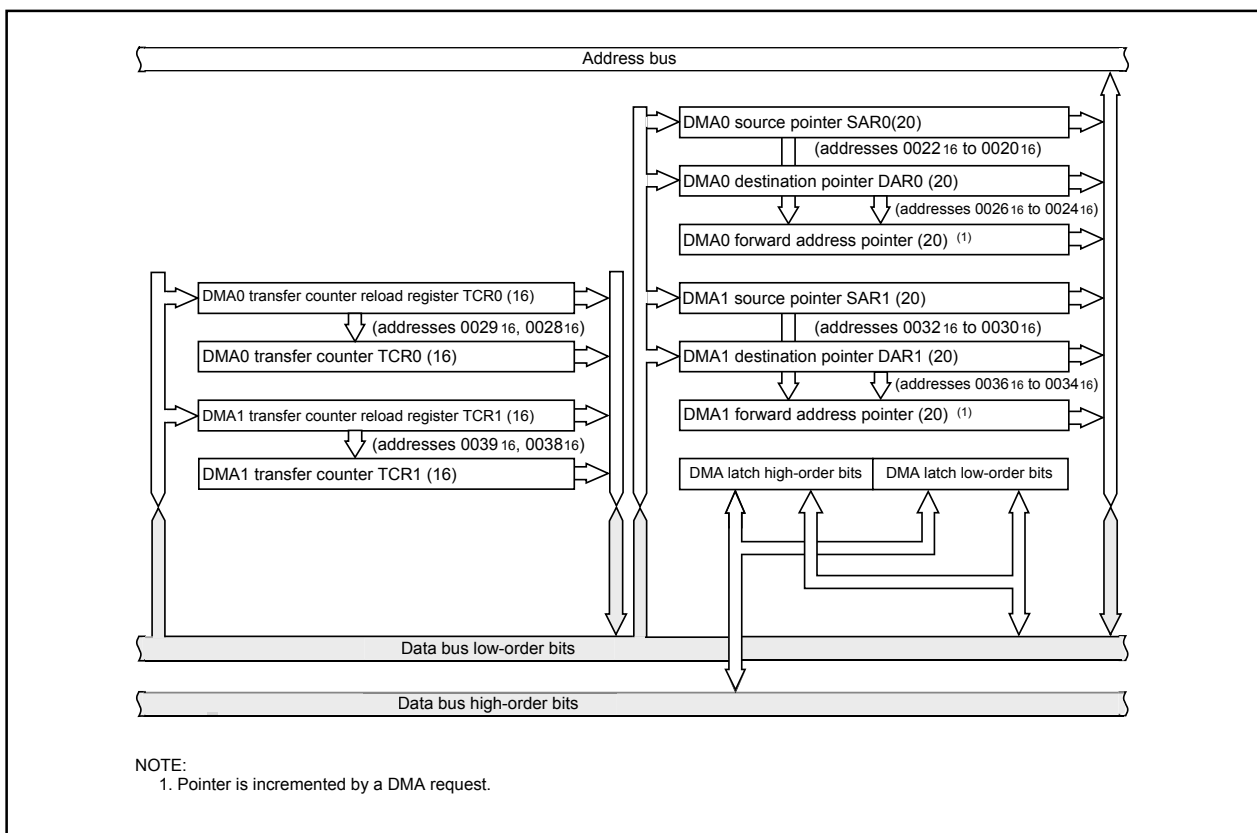 Address bus
DMA0 source pointer SAR0(20)
(addresses 0022 16 to 0020 16)
DMA0 destination pointer DAR0 (20)
(addresses 0026 16 to 0024 16)
DMA0 forward address pointer (20) (1)
DMA0 transfer counter reload register TCR0 (16)
(addresses 0029 16, 0028 16)
DMA0 transfer counter TCR0 (16)
DMA1 transfer counter reload register TCR1 (16)
(addresses 0039 16, 0038 16)
DMA1 transfer counter TCR1 (16)
DMA1 source pointer SAR1 (20)
(addresses 0032 16 to 0030 16)
DMA1 destination pointer DAR1 (20)
(addresses 0036 16 to 0034 16)
DMA1 forward address pointer (20) (1)
DMA latch high-order bits
DMA latch low-order bits
Data bus low-order bits
Data bus high-order bits
NOTE:
1. Pointer is incremented by a DMA request.